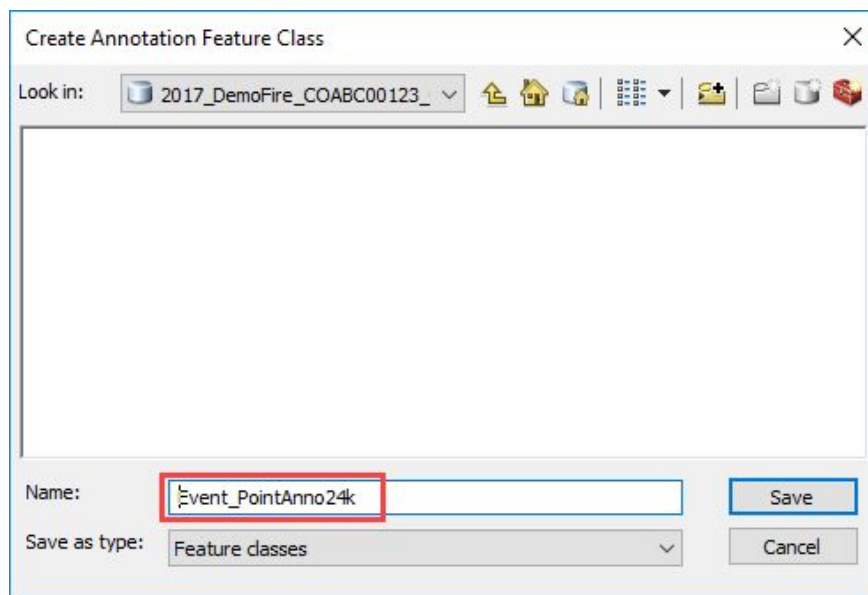 Create Annotation Feature Class
Look in: 2017_DemoFire_COABC00123_
Name: Event_PointAnno24k Save
Save as type: Feature classes Cancel